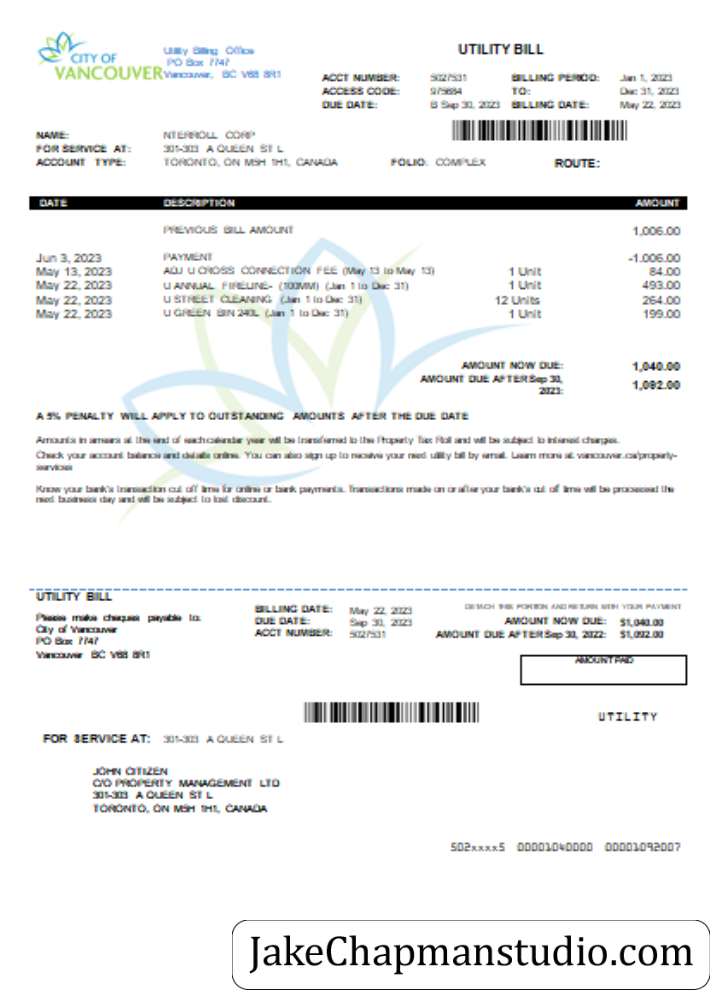 CITY OF
VANCOUVER
Utility Billing Office
PO Box 7747
Vancouver, BC V6B 8R1
UTILITY BILL
ACCT NUMBER: 5027531 BILLING PERIOD: Jan 1, 2023
ACCESS CODE: 975684 TO: Dec 31, 2023
DUE DATE: B Sep 30, 2023 BILLING DATE: May 22, 2023
NAME: NTERROLL CORP
FOR SERVICE AT: 301-303 A QUEEN ST L
ACCOUNT TYPE: TORONTO, ON M5H 1H1, CANADA FOLIO: COMPLEX ROUTE:
DATE DESCRIPTION AMOUNT
PREVIOUS BILL AMOUNT 1,006.00
Jun 3, 2023 PAYMENT -1.006.00
May 13, 2023 ADJ U CROSS CONNECTION FEE (May 13 to May 13) 1 Unit 84.00
May 22, 2023 U ANNUAL FIRELINE- (100MM) (Jan 1 to Dec 31) 1 Unit 493.00
May 22, 2023 U STREET CLEANING (Jan 1 to Dec 31) 12 Units 264.00
May 22, 2023 U GREEN BIN 240L (Jan 1 to Dec 31) 1 Unit 199.00
AMOUNT NOW DUE: 1,040.00
AMOUNT DUE AFTER Sep 30, 2023: 1,092.00
A 5% PENALTY WILL APPLY TO OUTSTANDING AMOUNTS AFTER THE DUE DATE
Amounts in arrears at the end of each calendar year will be transferred to the Property Tax Roll and will be subject to interest charges.
Check your account balance and details online. You can also sign up to receive your next utility bill by email. Learn more at vancouver.ca/property-
services
Know your bank's transaction cut off time for online or bank payments. Transactions made on or after your bank's cut of time will be processed the
next business day and will be subject to lost discount.
UTILITY BILL
Please make cheques payable to:
City of Vancouver
PO Box 7747
Vancouver BC V6B 8R1
BILLING DATE: May 22, 2023
DUE DATE: Sep 30, 2023
ACCT NUMBER: 5027531
DETACH THIS PORTION AND RETURN WITH YOUR PAYMENT
AMOUNT NOW DUE: $1,040.00
AMOUNT DUE AFTER Sep 30, 2022: $1,092.00
AMOUNT PAID
UTILITY
FOR SERVICE AT: 301-303 A QUEEN ST L
JOHN CITIZEN
C/O PROPERTY MANAGEMENT LTD
301-303 A QUEEN ST L
TORONTO, ON M5H 1H1, CANADA
502xxxx5 00001040000 00001092007
JakeChapmanstudio.com